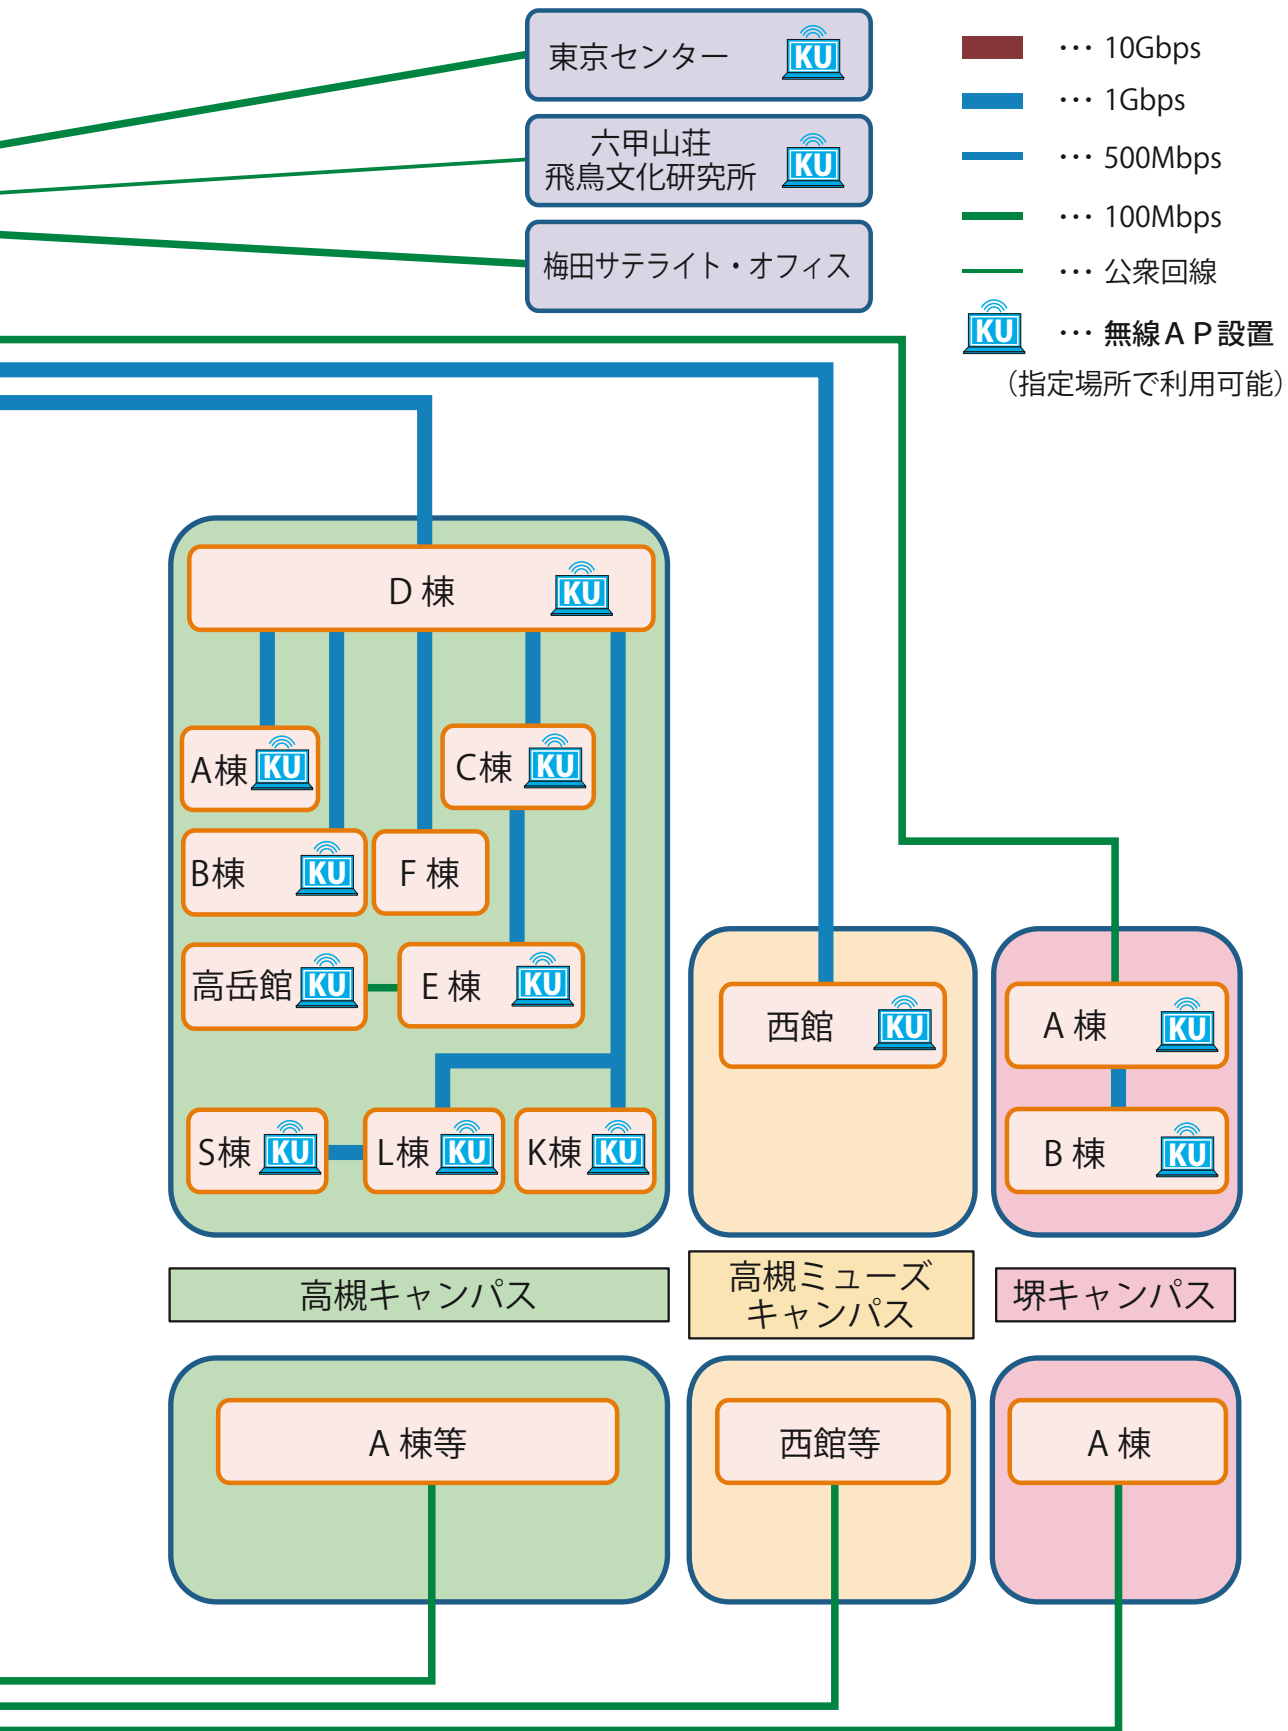 東京センター KU
六甲山荘
飛鳥文化研究所 KU
梅田サテライト・オフィス
… 10Gbps
… 1Gbps
… 500Mbps
… 100Mbps
… 公衆回線
KU … 無線ＡＰ設置
（指定場所で利用可能）
D 棟 KU
A棟 KU
C棟 KU
B棟 KU
F 棟
高岳館 KU
E 棟 KU
S棟 KU
L棟 KU
K棟 KU
西館 KU
A 棟 KU
B 棟 KU
高槻キャンパス
高槻ミューズ
キャンパス
堺キャンパス
A 棟等
西館等
A 棟